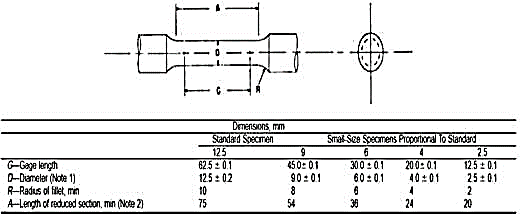 A
D
G
R
Dimensions, mm
Standard Specimen Small-Size Specimens Proportional To Standard
12.5 9 6 4 2.5
G—Gage length 62.5 ± 0.1 45.0 ± 0.1 30.0 ± 0.1 20.0 ± 0.1 12.5 ± 0.1
D—Diameter (Note 1) 12.5 ± 0.2 9.0 ± 0.1 6.0 ± 0.1 4.0 ± 0.1 2.5 ± 0.1
R—Radius of fillet, min 10 8 6 4 2
A—Length of reduced section, min (Note 2) 75 54 36 24 20